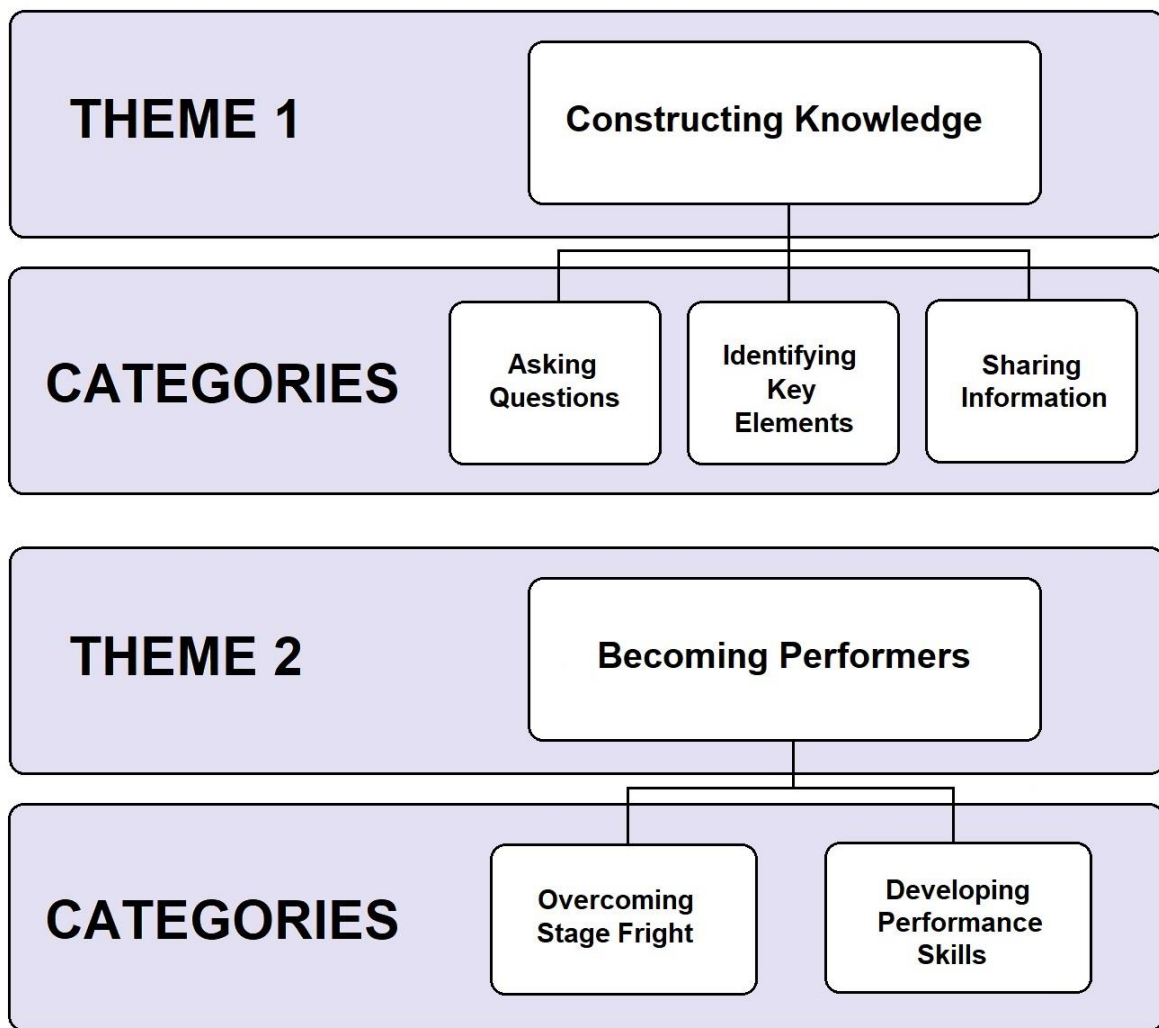 THEME 1
Constructing Knowledge
CATEGORIES
Asking
Questions
Identifying
Key
Elements
Sharing
Information
THEME 2
Becoming Performers
CATEGORIES
Overcoming
Stage Fright
Developing
Performance
Skills